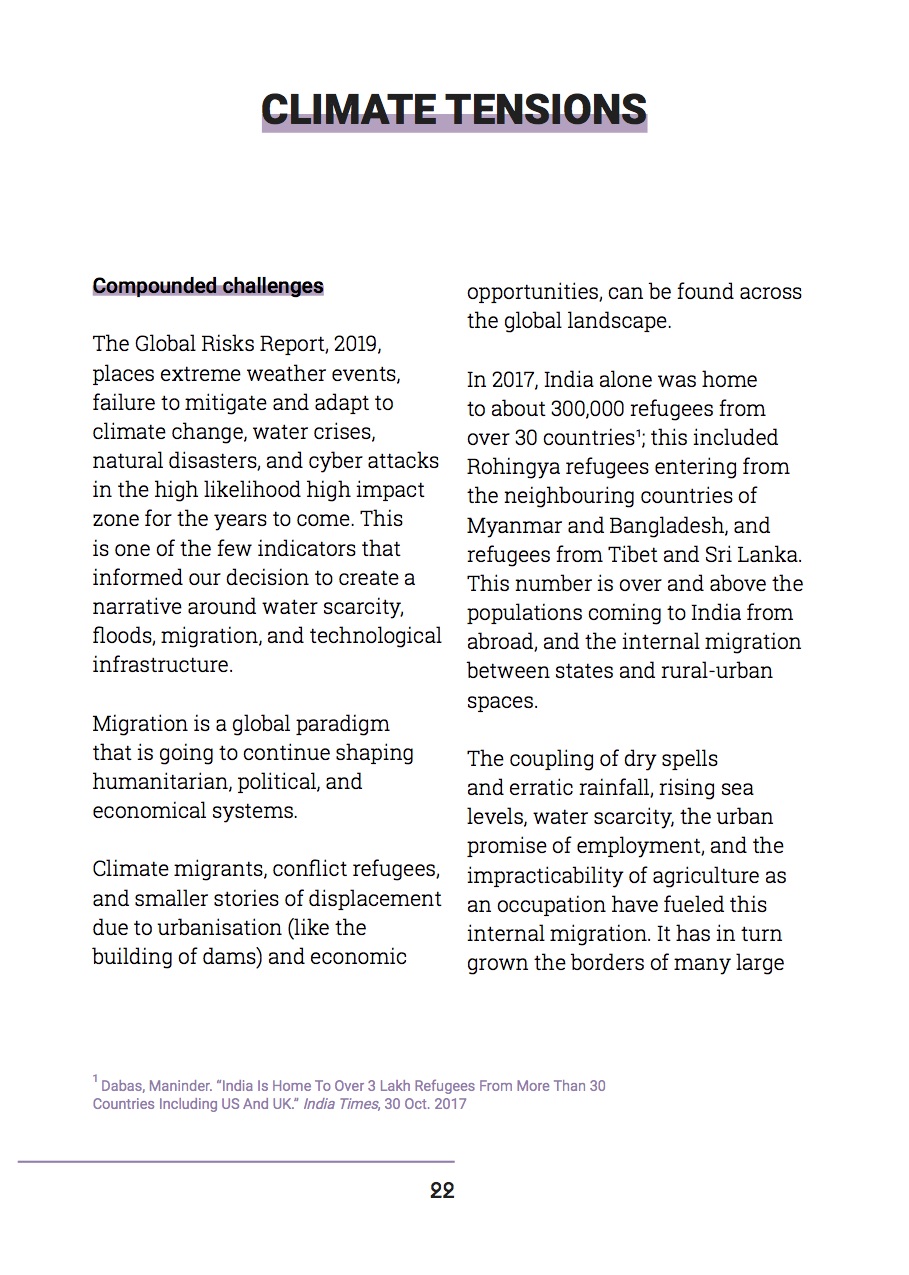 CLIMATE TENSIONS
Compounded challenges
The Global Risks Report, 2019,
places extreme weather events,
failure to mitigate and adapt to
climate change, water crises,
natural disasters, and cyber attacks
in the high likelihood high impact
zone for the years to come. This
is one of the few indicators that
informed our decision to create a
narrative around water scarcity,
floods, migration, and technological
infrastructure.
Migration is a global paradigm
that is going to continue shaping
humanitarian, political, and
economical systems.
Climate migrants, conflict refugees,
and smaller stories of displacement
due to urbanisation (like the
building of dams) and economic
opportunities, can be found across
the global landscape.
In 2017, India alone was home
to about 300,000 refugees from
over 30 countries¹; this included
Rohingya refugees entering from
the neighbouring countries of
Myanmar and Bangladesh, and
refugees from Tibet and Sri Lanka.
This number is over and above the
populations coming to India from
abroad, and the internal migration
between states and rural-urban
spaces.
The coupling of dry spells
and erratic rainfall, rising sea
levels, water scarcity, the urban
promise of employment, and the
impracticability of agriculture as
an occupation have fueled this
internal migration. It has in turn
grown the borders of many large
¹ Dabas, Maninder. “India Is Home To Over 3 Lakh Refugees From More Than 30
Countries Including US And UK.” India Times, 30 Oct. 2017
22